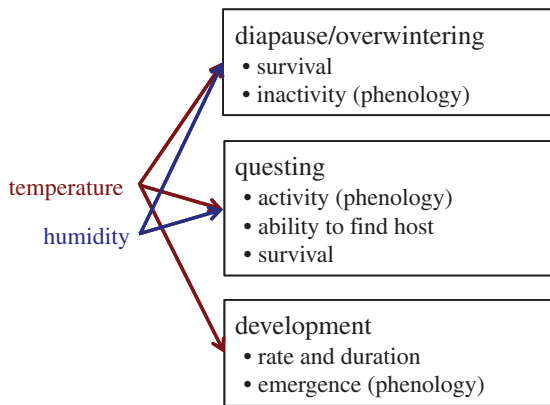 diapause/overwintering
• survival
• inactivity (phenology)
temperature
humidity
questing
• activity (phenology)
• ability to find host
• survival
development
• rate and duration
• emergence (phenology)